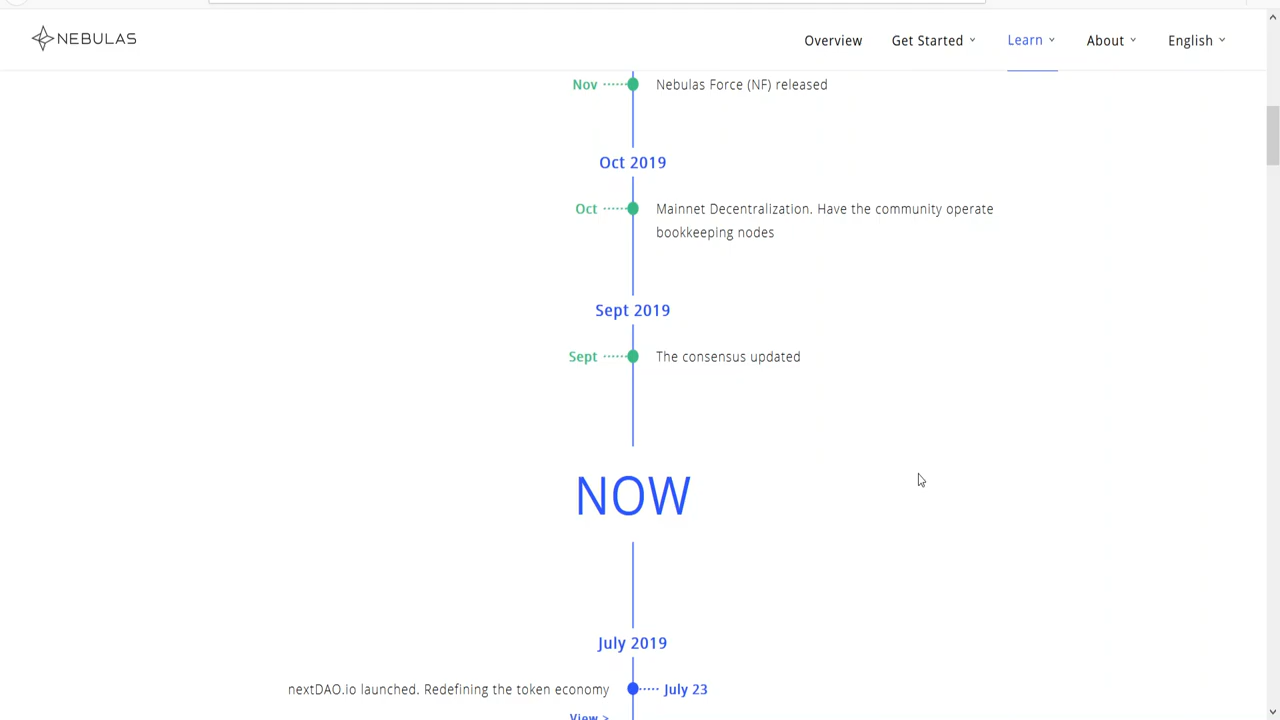 NEBULAS
Overview
Get Started
Learn
About
English
Nov
Nebulas Force (NF) released
Oct 2019
Oct
Mainnet Decentralization. Have the community operate
bookkeeping nodes
Sept 2019
Sept
The consensus updated
NOW
July 2019
nextDAO.io launched. Redefining the token economy
July 23
View >